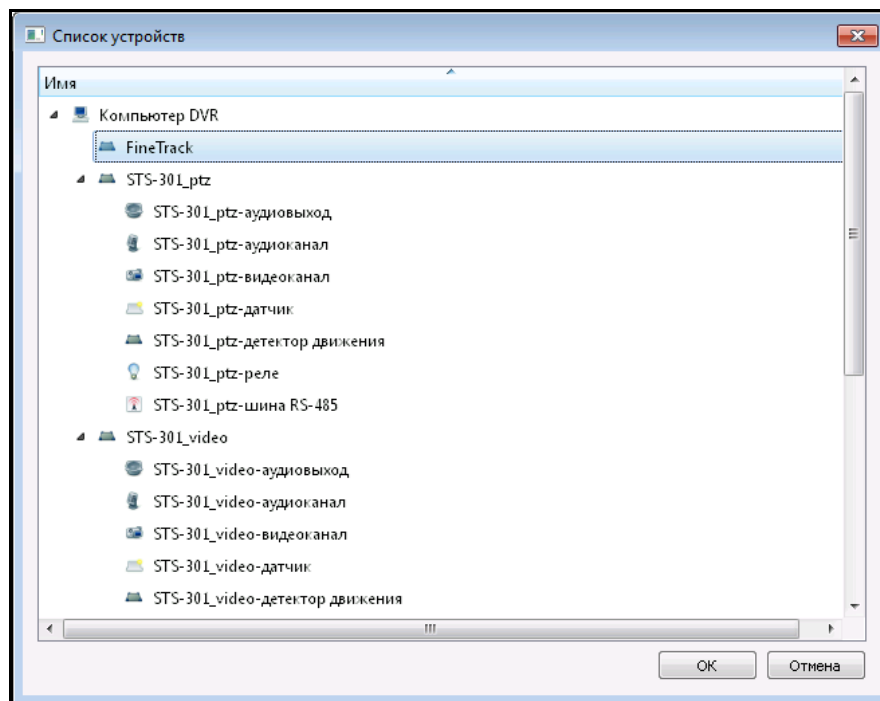 Список устройств
Имя
Компьютер DVR
FineTrack
STS-301_ptz
STS-301_ptz-аудиовыход
STS-301_ptz-аудиоканал
STS-301_ptz-видеоканал
STS-301_ptz-датчик
STS-301_ptz-детектор движения
STS-301_ptz-реле
STS-301_ptz-шина RS-485
STS-301_video
STS-301_video-аудиовыход
STS-301_video-аудиоканал
STS-301_video-видеоканал
STS-301_video-датчик
STS-301_video-детектор движения
OK Отмена